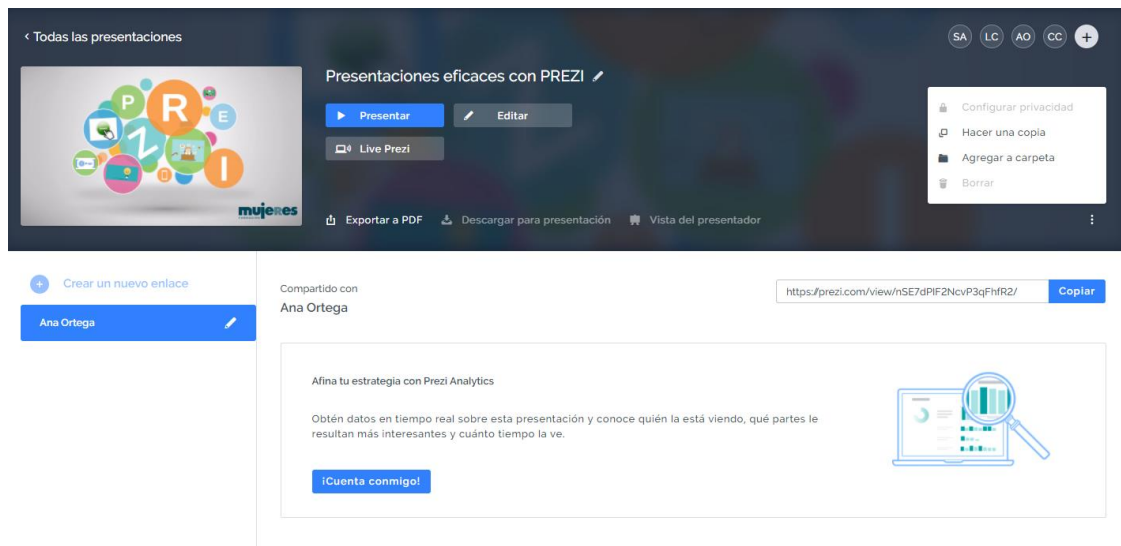 ‹ Todas las presentaciones
SA LC AO CC +
PREZI
mujeRes
Presentaciones eficaces con PREZI
Presentar
Editar
Live Prezi
Exportar a PDF
Descargar para presentación
Vista del presentador
Configurar privacidad
Hacer una copia
Agregar a carpeta
Borrar
+ Crear un nuevo enlace
Ana Ortega
Compartido con
Ana Ortega
https://prezi.com/view/nSE7dPIF2NcvP3qFhfR2/
Copiar
Afina tu estrategia con Prezi Analytics
Obtén datos en tiempo real sobre esta presentación y conoce quién la está viendo, qué partes le
resultan más interesantes y cuánto tiempo la ve.
¡Cuenta conmigo!